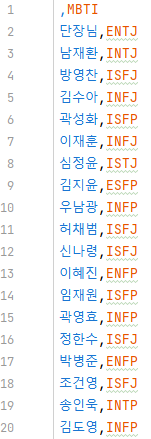 1 ,MBTI
2 단장님,ENTJ
3 남재환,INTJ
4 방영찬,ISFJ
5 김수아,INFJ
6 곽성화,ISFP
7 이재훈,INFJ
8 심정윤,ISTJ
9 김지윤,ESFP
10 우남광,INFP
11 허채범,ISFJ
12 신나령,ISFJ
13 이혜진,ENFP
14 임재원,ISFP
15 곽영효,INFP
16 정한수,ISFJ
17 박병준,ENFP
18 조건영,ISFJ
19 송인욱,INTP
20 김도영,INFP